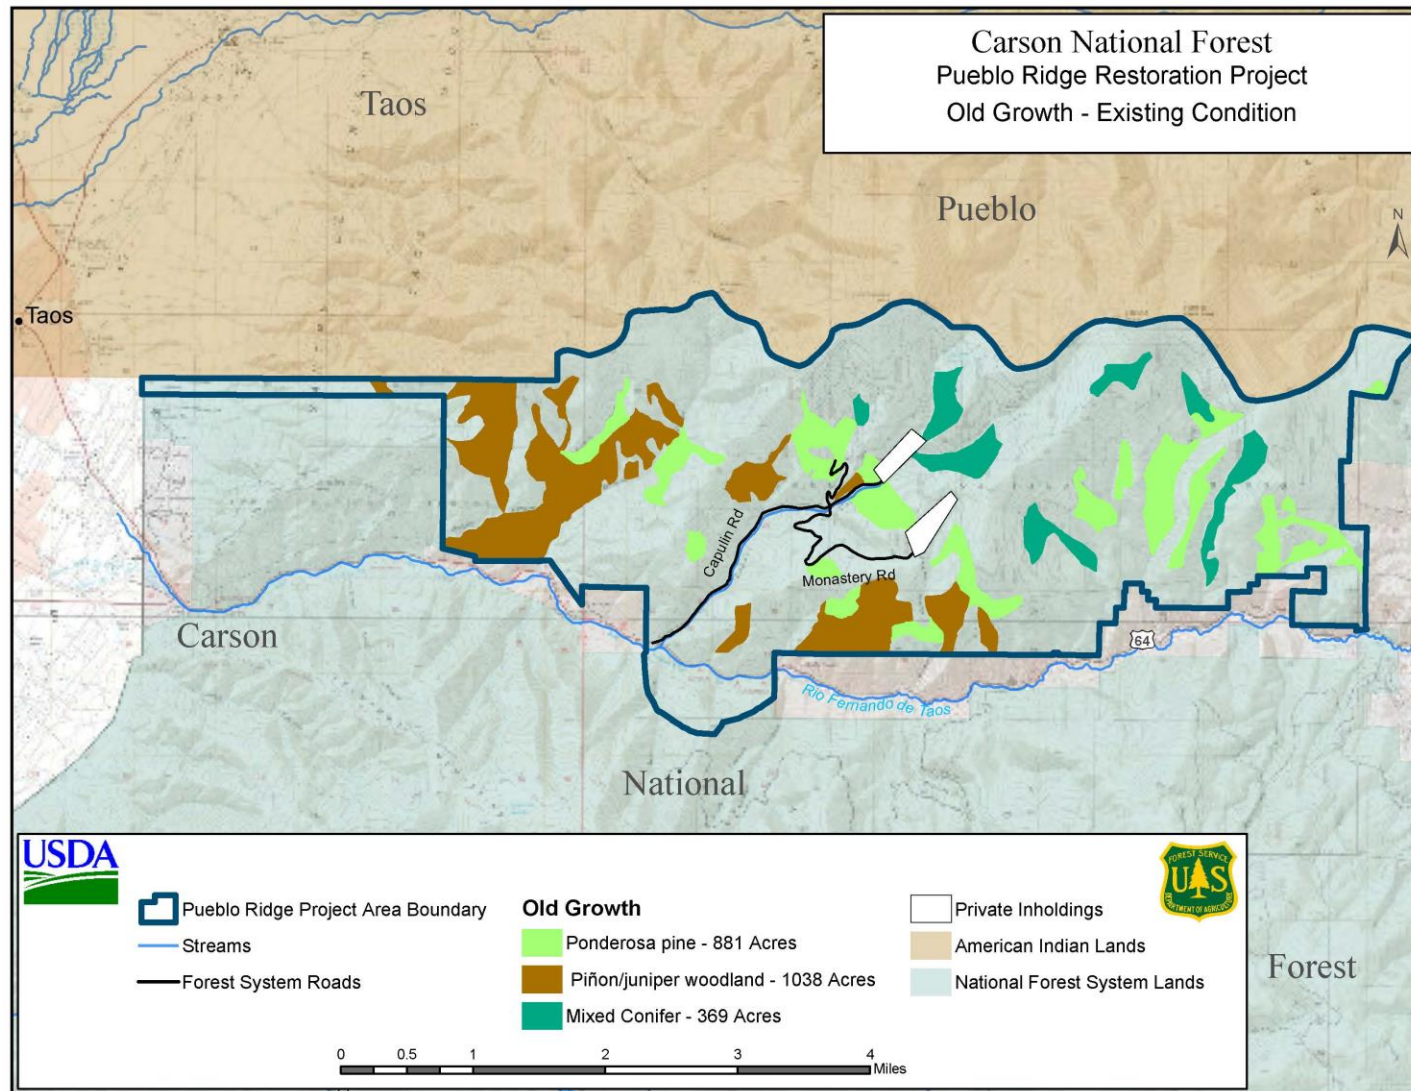 Carson National Forest
Pueblo Ridge Restoration Project
Old Growth - Existing Condition
Taos
Pueblo
N
Taos
Capulin Rd
Monastery Rd
64
Carson
Rio Fernando de Taos
National
Forest
USDA
FOREST SERVICE
U S
DEPARTMENT OF AGRICULTURE
Pueblo Ridge Project Area Boundary
Streams
Forest System Roads
Old Growth
Ponderosa pine - 881 Acres
Piñon/juniper woodland - 1038 Acres
Mixed Conifer - 369 Acres
Private Inholdings
American Indian Lands
National Forest System Lands
0 0.5 1 2 3 4
Miles